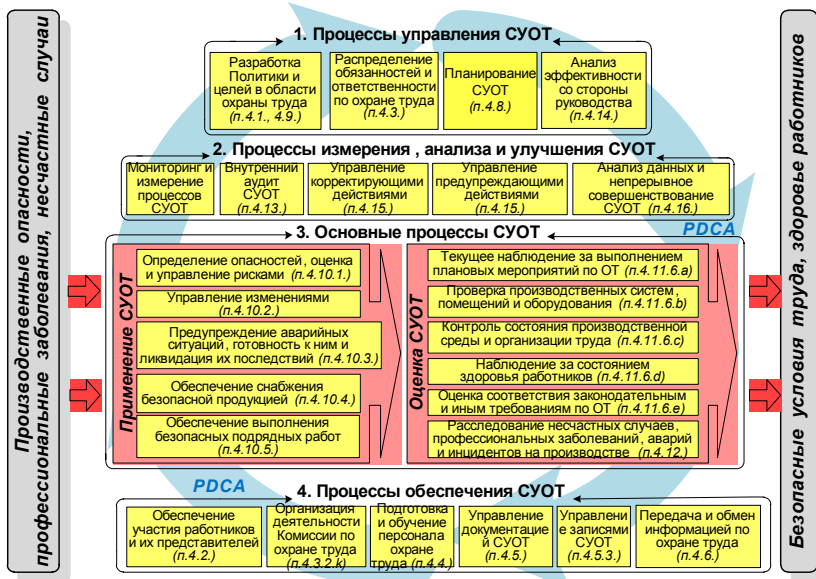 Производственные опасности,
профессиональные заболевания, несчастные случаи
1. Процессы управления СУОТ
Разработка
Политики и
целей в области
охраны труда
(п.4.1., 4.9.)
Распределение
обязанностей и
ответственности
по охране труда
(п.4.3.)
Планирование
СУОТ
(п.4.8.)
Анализ
эффективности
со стороны
руководства
(п.4.14.)
2. Процессы измерения , анализа и улучшения СУОТ
Мониторинг и
измерение
процессов
СУОТ
Внутренний
аудит
СУОТ
(п.4.13.)
Управление
корректирующими
действиями
(п.4.15.)
Управление
предупреждающими
действиями
(п.4.15.)
Анализ данных и
непрерывное
совершенствование
СУОТ (п.4.16.)
3. Основные процессы СУОТ
PDCA
Применение СУОТ
Определение опасностей, оценка
и управление рисками (п.4.10.1.)
Управление изменениями
(п.4.10.2.)
Предупреждение аварийных
ситуаций, готовность к ним и
ликвидация их последствий (п.4.10.3.)
Обеспечение снабжения
безопасной продукцией (п.4.10.4.)
Обеспечение выполнения
безопасных подрядных работ
(п.4.10.5.)
Оценка СУОТ
Текущее наблюдение за выполнением
плановых мероприятий по ОТ (п.4.11.6.a)
Проверка производственных систем,
помещений и оборудования (п.4.11.6.b)
Контроль состояния производственной
среды и организации труда (п.4.11.6.c)
Наблюдение за состоянием
здоровья работников (п.4.11.6.d)
Оценка соответствия законодательным
и иным требованиям по ОТ (п.4.11.6.e)
Расследование несчастных случаев,
профессиональных заболеваний, аварий
и инцидентов на производстве (п.4.12.)
PDCA
4. Процессы обеспечения СУОТ
Обеспечение
участия работников
и их представителей
(п.4.2.)
Организация
деятельности
Комиссии по
охране труда
(п.4.3.2.k)
Подготовка
и обучение
персонала
охране
труда (п.4.4.)
Управление
документацие
й СУОТ
(п.4.5.)
Управлени
е записями
СУОТ
(п.4.5.3.)
Передача и обмен
информацией по
охране труда
(п.4.6.)
Безопасные условия труда, здоровье работников